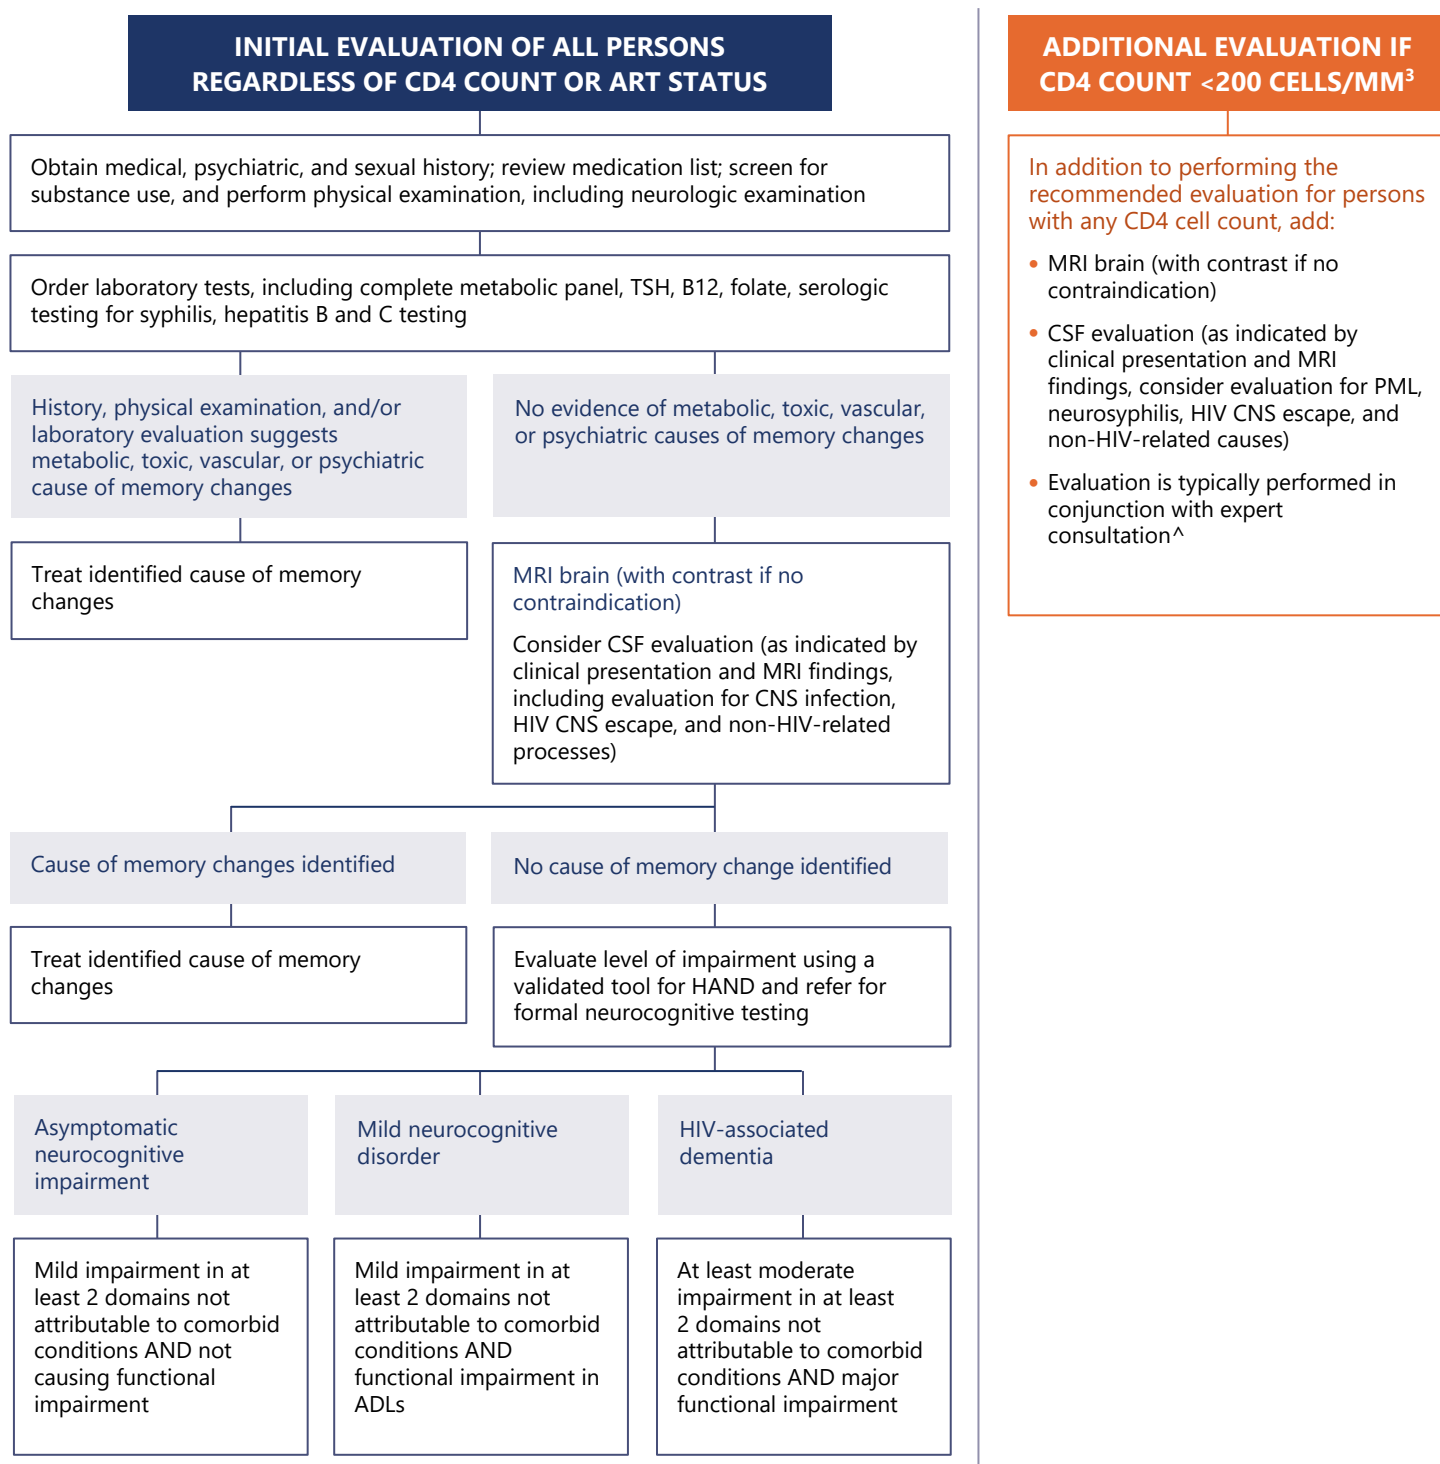 INITIAL EVALUATION OF ALL PERSONS
REGARDLESS OF CD4 COUNT OR ART STATUS
Obtain medical, psychiatric, and sexual history; review medication list; screen for
substance use, and perform physical examination, including neurologic examination
Order laboratory tests, including complete metabolic panel, TSH, B12, folate, serologic
testing for syphilis, hepatitis B and C testing
History, physical examination, and/or
laboratory evaluation suggests
metabolic, toxic, vascular, or psychiatric
cause of memory changes
No evidence of metabolic, toxic, vascular,
or psychiatric causes of memory changes
Treat identified cause of memory
changes
MRI brain (with contrast if no
contraindication)
Consider CSF evaluation (as indicated by
clinical presentation and MRI findings,
including evaluation for CNS infection,
HIV CNS escape, and non-HIV-related
processes)
Cause of memory changes identified
No cause of memory change identified
Treat identified cause of memory
changes
Evaluate level of impairment using a
validated tool for HAND and refer for
formal neurocognitive testing
Asymptomatic
neurocognitive
impairment
Mild neurocognitive
disorder
HIV-associated
dementia
Mild impairment in at
least 2 domains not
attributable to comorbid
conditions AND not
causing functional
impairment
Mild impairment in at
least 2 domains not
attributable to comorbid
conditions AND
functional impairment in
ADLs
At least moderate
impairment in at least
2 domains not
attributable to comorbid
conditions AND major
functional impairment
ADDITIONAL EVALUATION IF
CD4 COUNT <200 CELLS/MM³
In addition to performing the
recommended evaluation for persons
with any CD4 cell count, add:
• MRI brain (with contrast if no
contraindication)
• CSF evaluation (as indicated by
clinical presentation and MRI
findings, consider evaluation for PML,
neurosyphilis, HIV CNS escape, and
non-HIV-related causes)
• Evaluation is typically performed in
conjunction with expert
consultation^